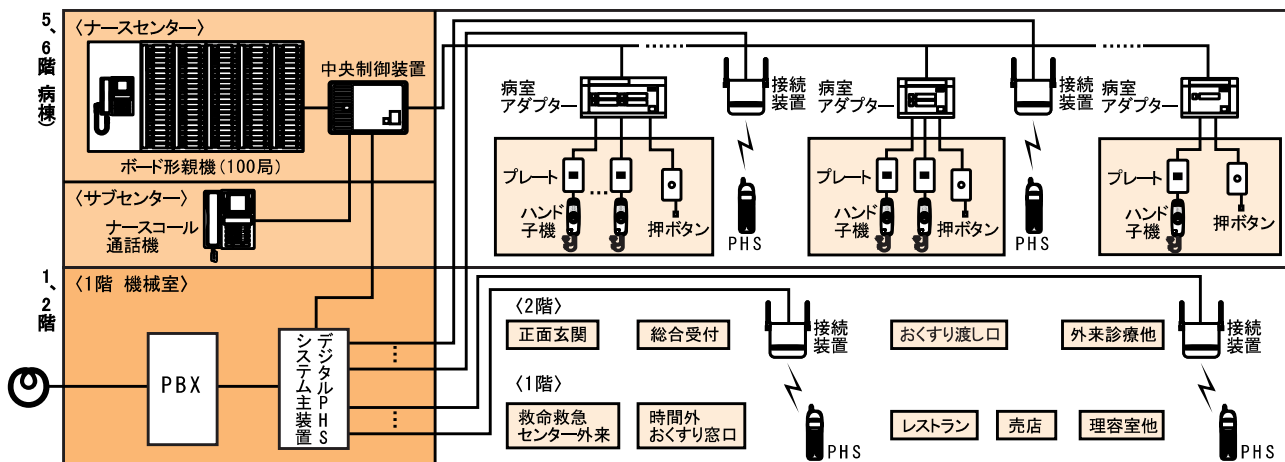 5、6階 病棟)
〈ナースセンター〉
中央制御装置
ボード形親機(100局)
〈サブセンター〉
ナースコール
通話機
病室
アダプター
接続
装置
プレート
ハンド
子機
押ボタン
PHS
病室
アダプター
接続
装置
プレート
ハンド
子機
押ボタン
PHS
病室
アダプター
プレート
ハンド
子機
押ボタン
1、2階
〈1階 機械室〉
PBX
デジタルPHS
システム主装置
〈2階〉
正面玄関
総合受付
接続
装置
おくすり渡し口
外来診療他
接続
装置
〈1階〉
救命救急
センター外来
時間外
おくすり窓口
PHS
レストラン
売店
理容室他
PHS